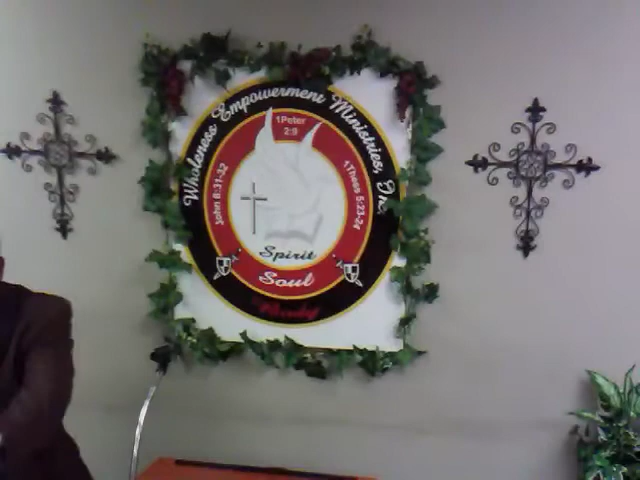 Wholeness Empowerment Ministries, Inc.
1Peter
2:9
John 8:31-32
1Thess 5:23-24
Spirit
Soul
Body